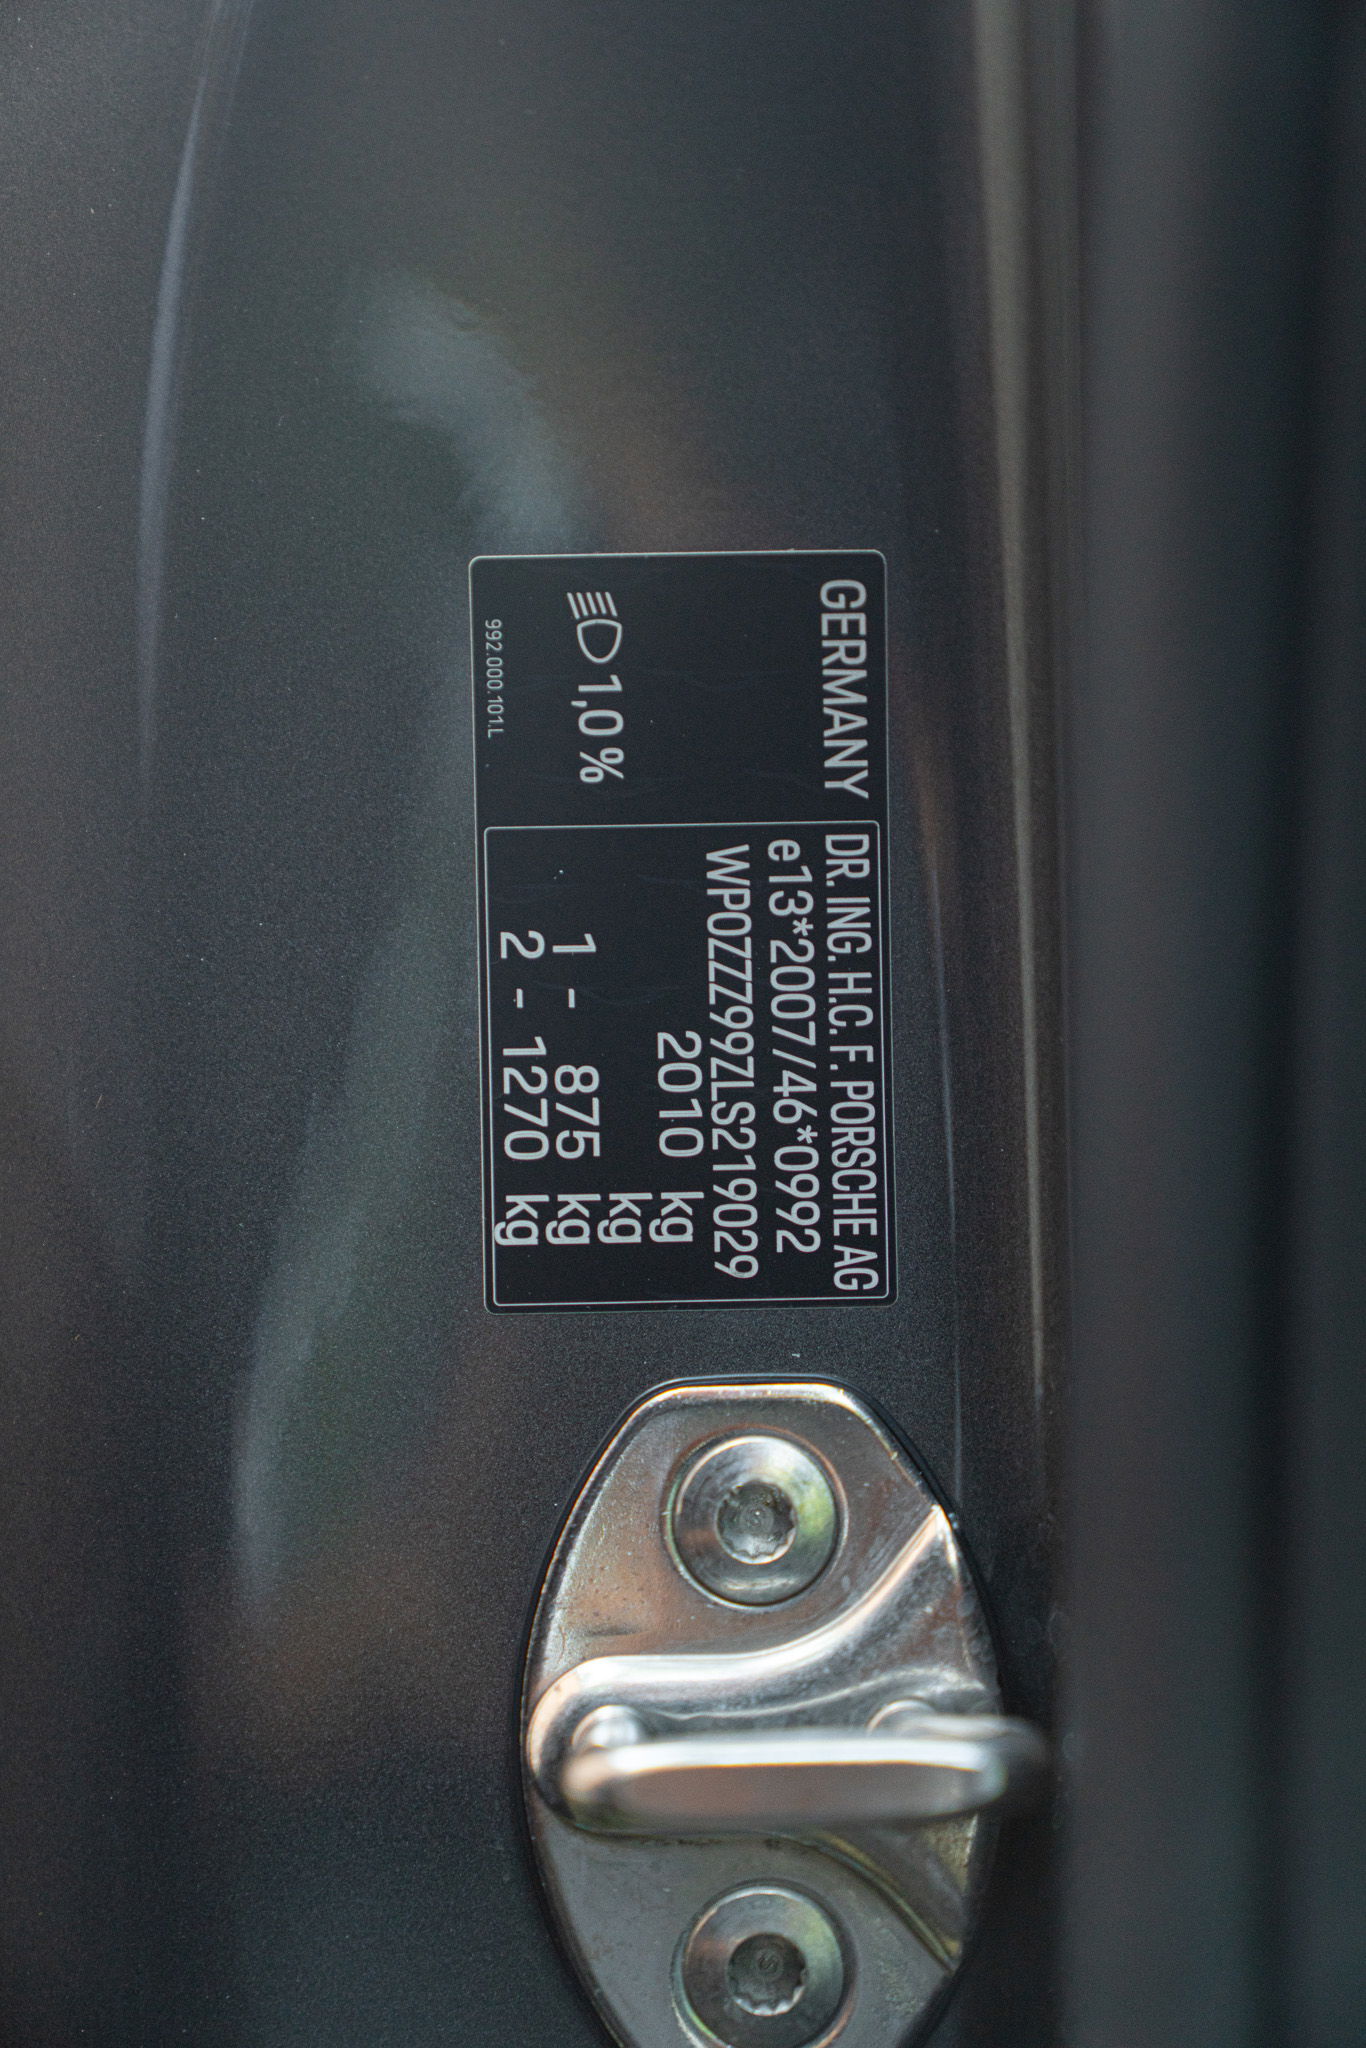 GERMANY
DR. ING. H.C. F. PORSCHE AG
e13*2007/46*0992
WP0ZZZ99ZLS219029
2010 kg
kg
1 - 875 kg
2 - 1270 kg
1,0 %
992.000.101.L